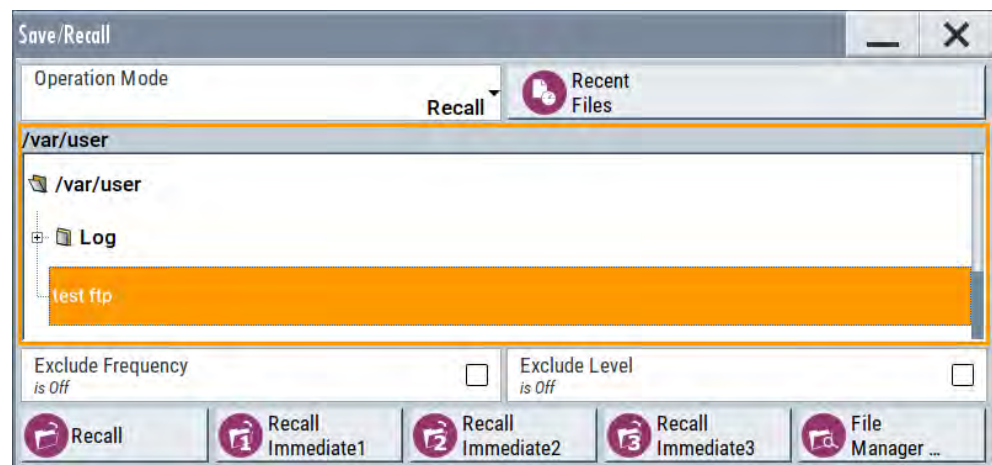 Save/Recall
Operation Mode
Recall
Recent
Files
/var/user
/var/user
Log
test ftp
Exclude Frequency
is Off
Exclude Level
is Off
Recall
Recall
Immediate1
Recall
Immediate2
Recall
Immediate3
File
Manager ...